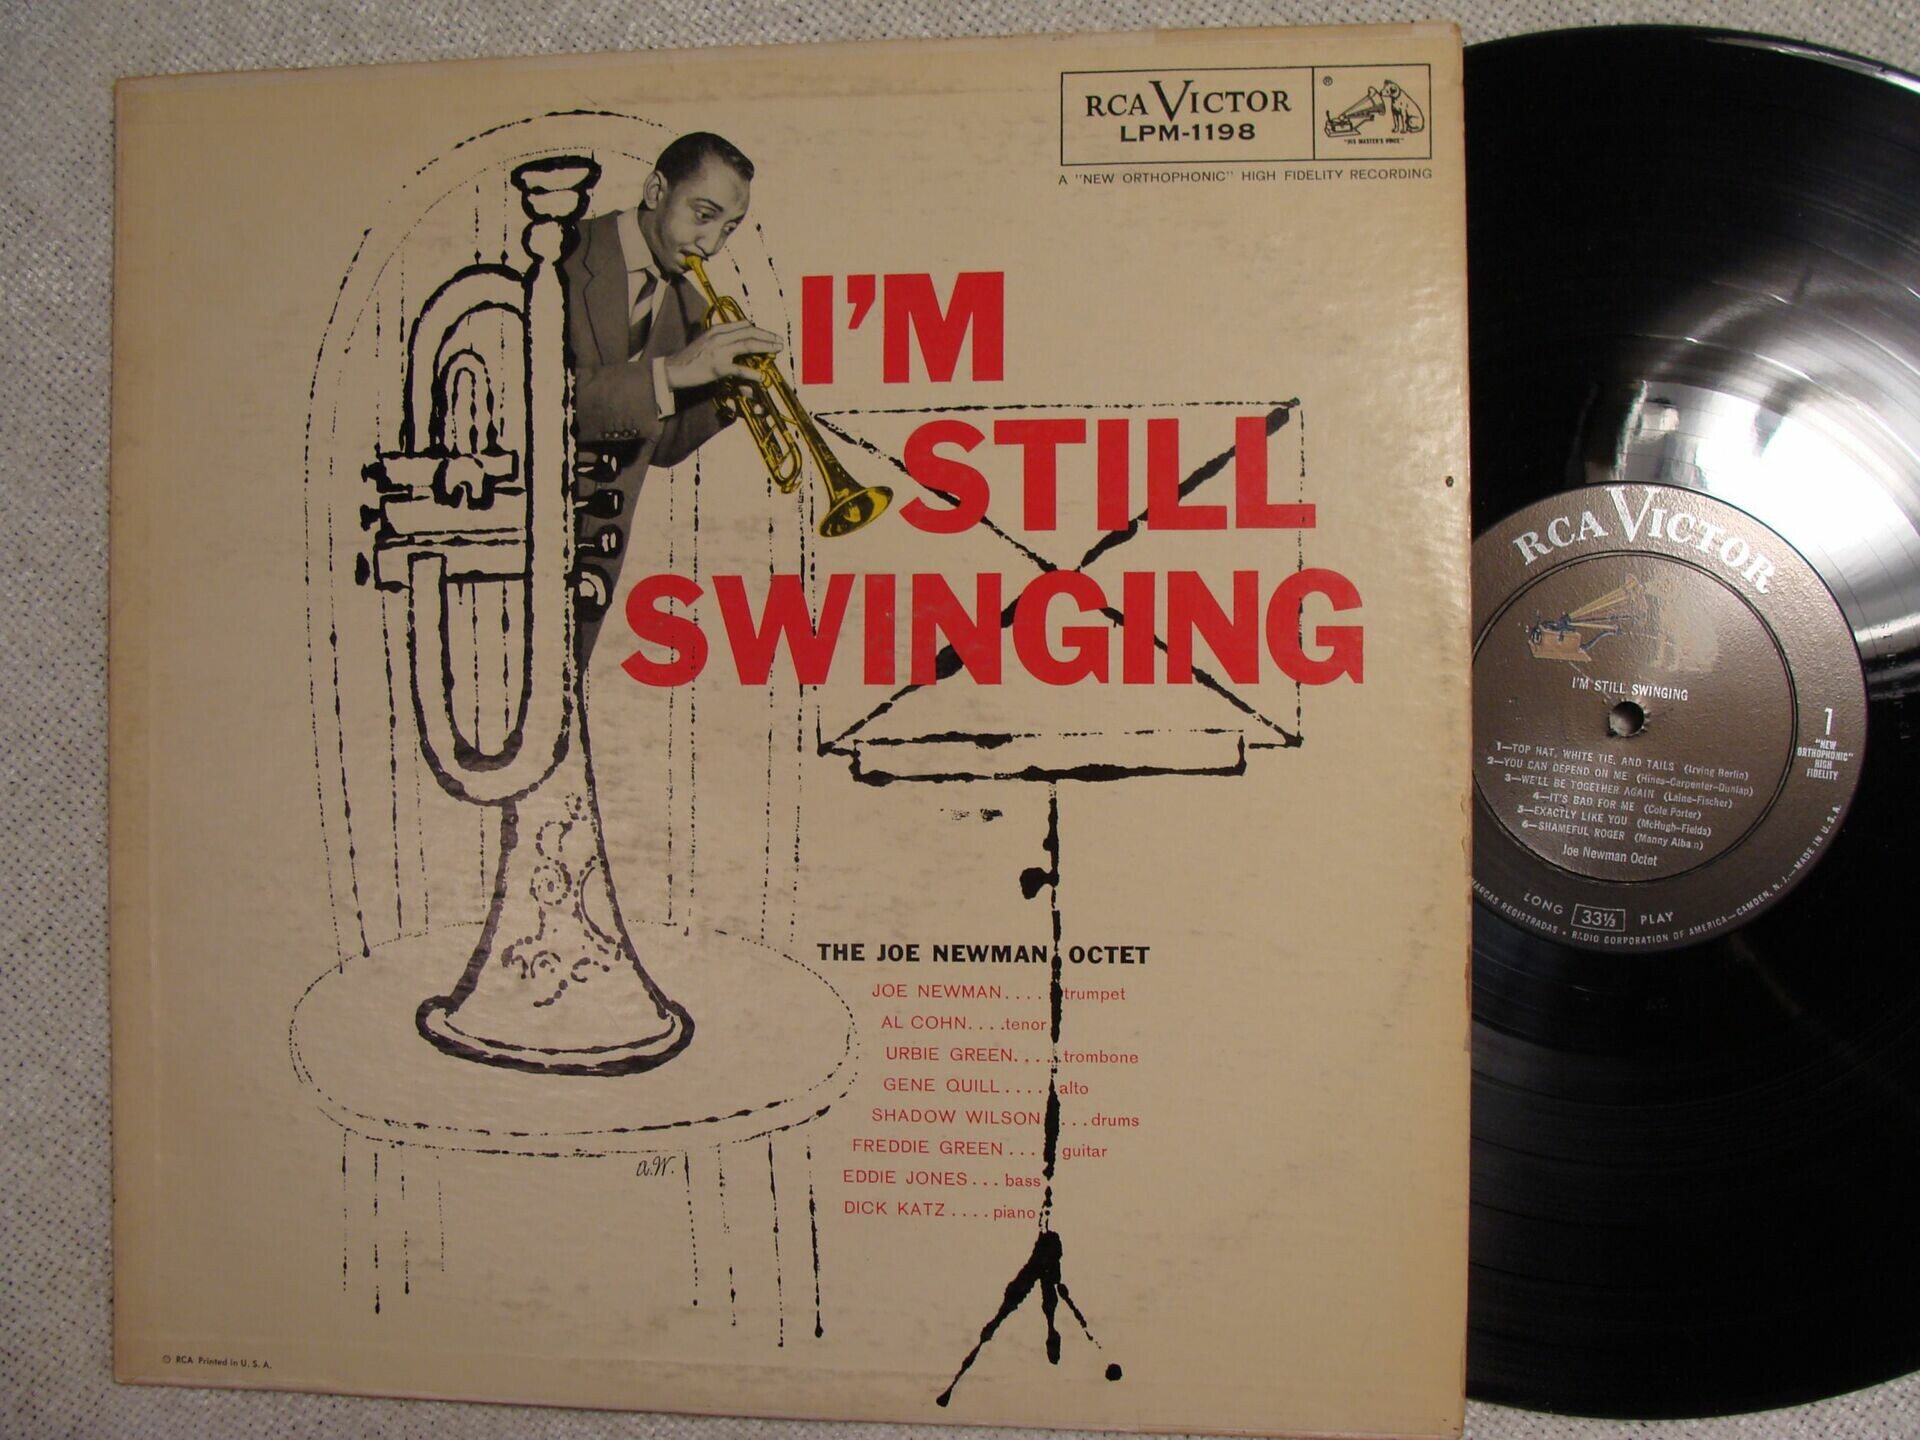 RCA VICTOR
LPM-1198
®
"HIS MASTER'S VOICE"
A "NEW ORTHOPHONIC" HIGH FIDELITY RECORDING
I'M
STILL
SWINGING
THE JOE NEWMAN OCTET
JOE NEWMAN.... trumpet
AL COHN....tenor
URBIE GREEN.....trombone
GENE QUILL.....alto
SHADOW WILSON ...drums
FREDDIE GREEN.... guitar
EDDIE JONES...bass
DICK KATZ....piano
a.W.
© RCA Printed in U. S. A.
RCA VICTOR
I'M STILL SWINGING
1
"NEW
ORTHOPHONIC"
HIGH
FIDELITY
1—TOP HAT, WHITE TIE, AND TAILS (Irving Berlin)
2—YOU CAN DEPEND ON ME (Hines-Carpenter-Dunlap)
3—WE'LL BE TOGETHER AGAIN (Laine-Fischer)
4—IT'S BAD FOR ME (Cole Porter)
5—EXACTLY LIKE YOU (McHugh-Fields)
6—SHAMEFUL ROGER (Manny Albam)
Joe Newman Octet
LONG 33⅓ PLAY
MARCAS REGISTRADAS • RADIO CORPORATION OF AMERICA—CAMDEN, N. J.—MADE IN U. S. A.